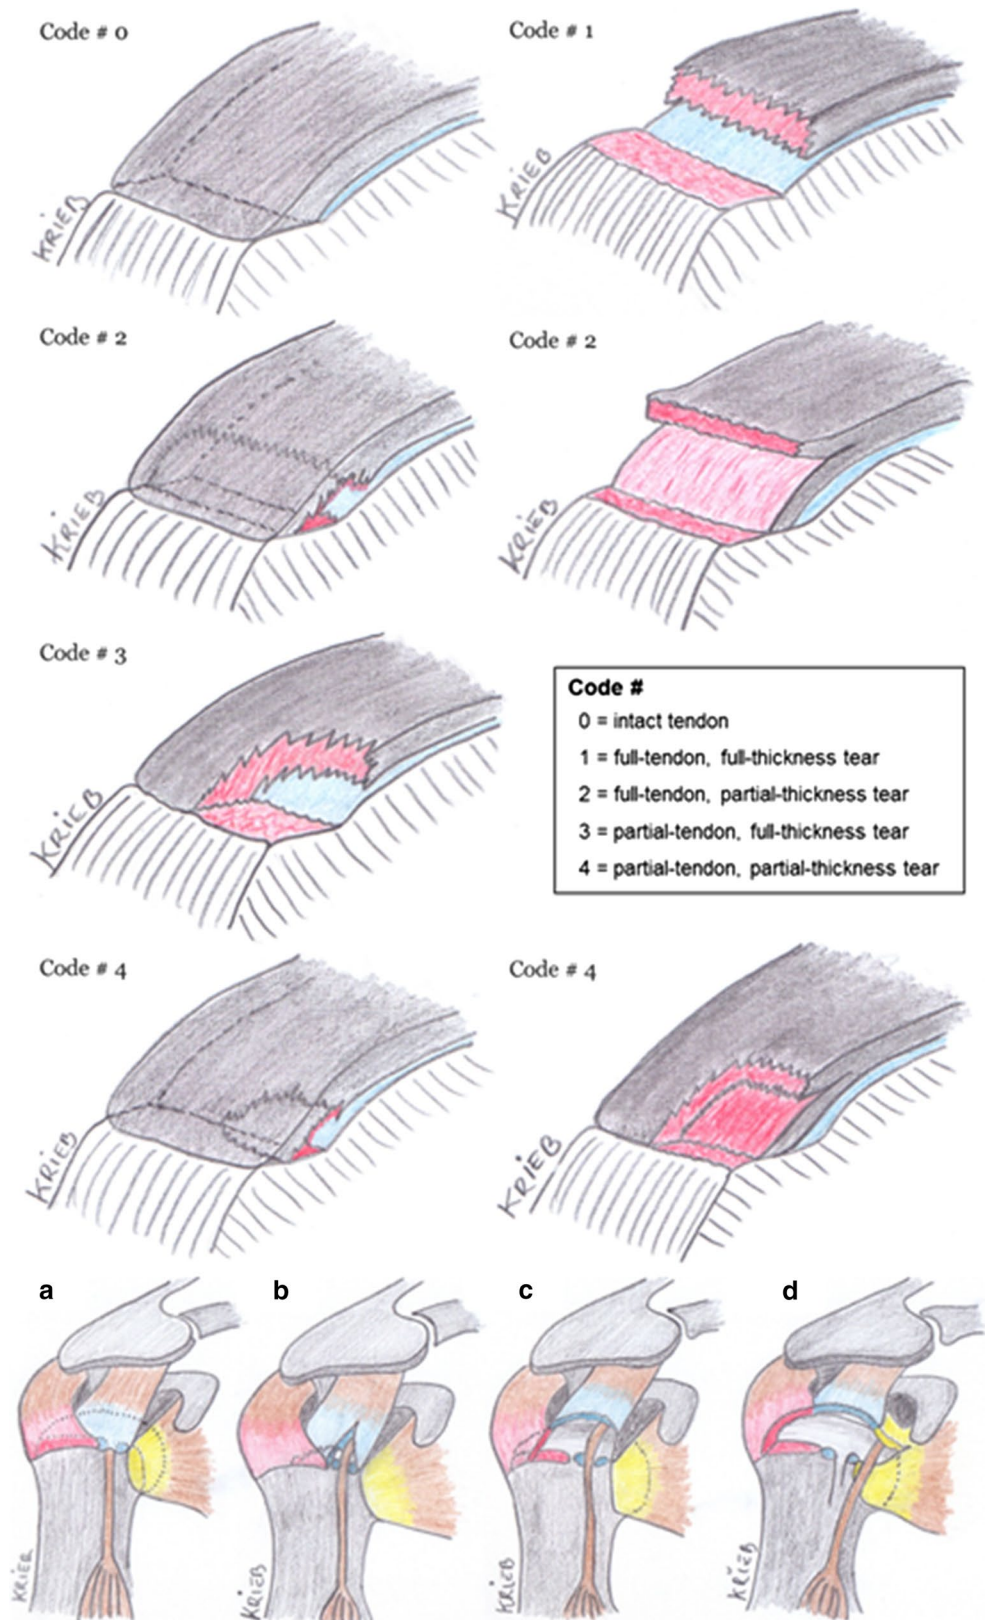 Code # 0
Code # 1
KRIEB
KRIEB
Code # 2
Code # 2
KRIEB
KRIEB
Code # 3
KRIEB
Code #
0 = intact tendon
1 = full-tendon, full-thickness tear
2 = full-tendon, partial-thickness tear
3 = partial-tendon, full-thickness tear
4 = partial-tendon, partial-thickness tear
Code # 4
Code # 4
KRIEB
KRIEB
a
b
c
d
KRIEB
KRIEB
KRIEB
KRIEB